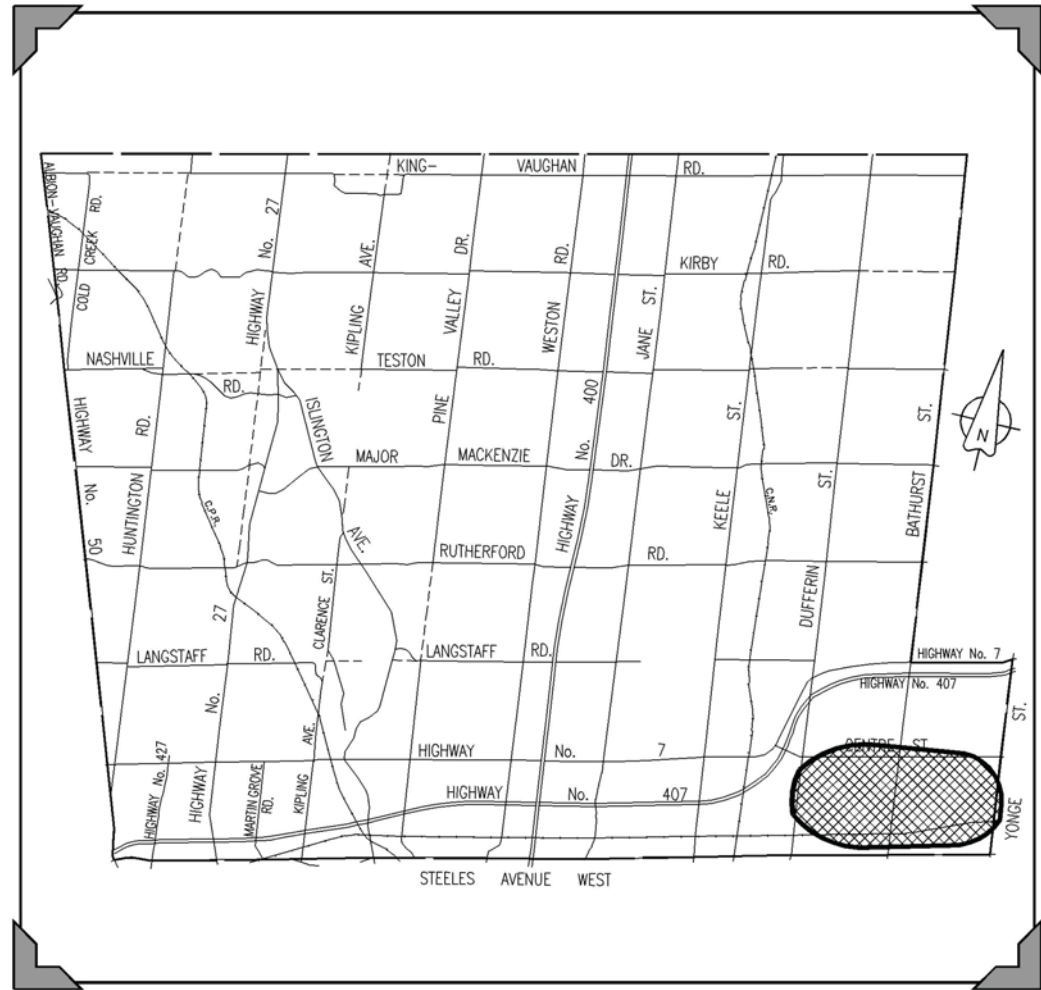 KING- VAUGHAN RD.
ALBION-VAUGHAN RD.
COLD CREEK RD.
HIGHWAY No. 27
KIPLING AVE.
PINE VALLEY DR.
WESTON RD.
JANE ST.
KIRBY RD.
NASHVILLE RD.
TESTON RD.
ISLINGTON AVE.
HIGHWAY No. 400
KEELE ST.
DUFFERIN ST.
BATHURST ST.
N
HIGHWAY No. 50
HUNTINGTON RD.
MAJOR MACKENZIE DR.
C.P.R.
C.N.R.
RUTHERFORD RD.
CLARENCE ST.
HIGHWAY No. 27
LANGSTAFF RD.
LANGSTAFF RD.
HIGHWAY No. 7
HIGHWAY No. 407
CENTRE ST.
YONGE ST.
HIGHWAY No. 7
HIGHWAY No. 427
MARTIN GROVE RD.
KIPLING AVE.
HIGHWAY No. 407
STEELES AVENUE WEST